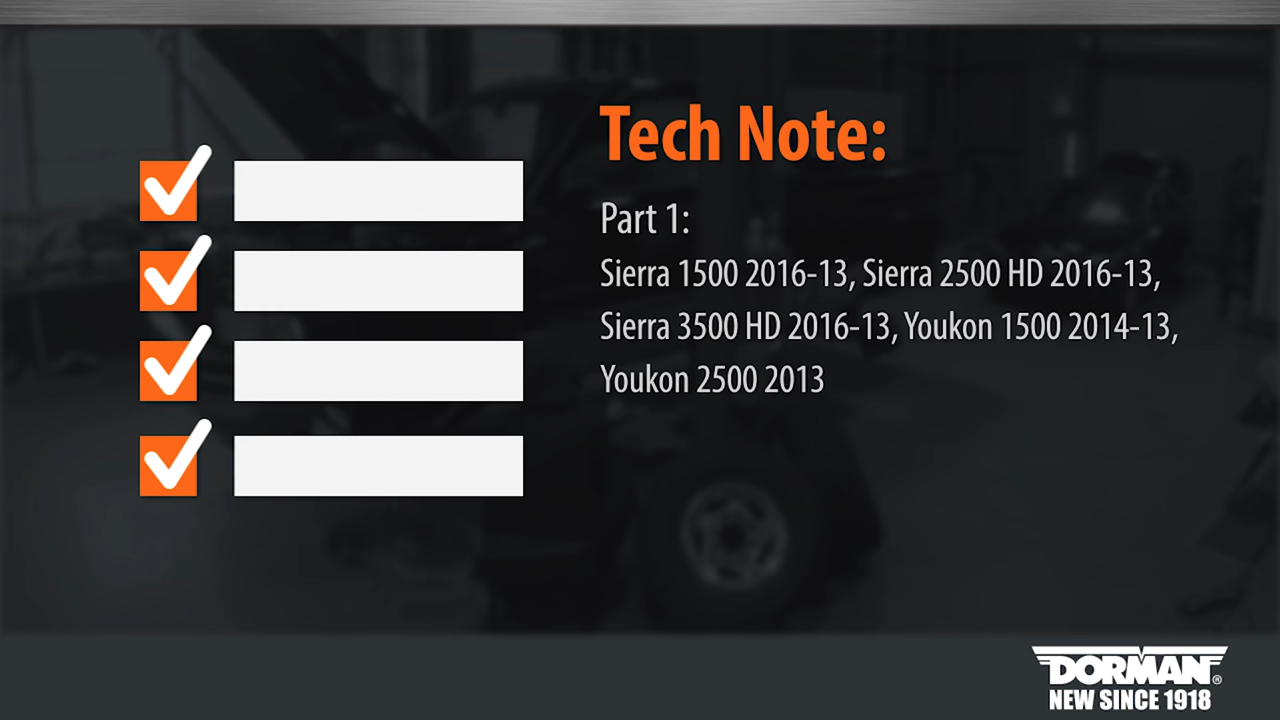 Tech Note:
Part 1:
Sierra 1500 2016-13, Sierra 2500 HD 2016-13,
Sierra 3500 HD 2016-13, Youkon 1500 2014-13,
Youkon 2500 2013
DORMAN®
NEW SINCE 1918